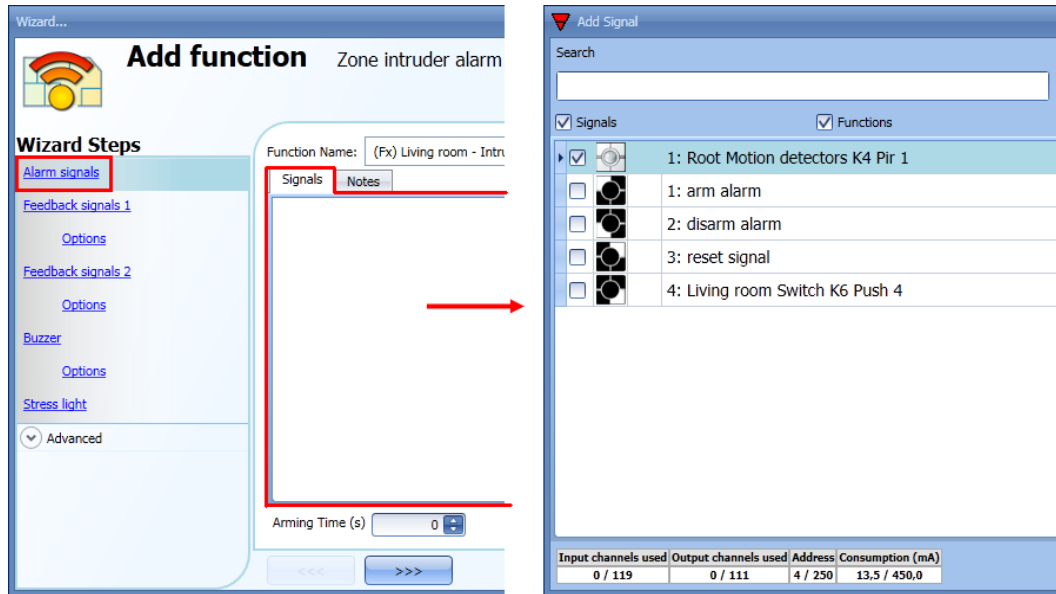 Wizard...
Add function Zone intruder alarm
Wizard Steps
Alarm signals
Feedback signals 1
Options
Feedback signals 2
Options
Buzzer
Options
Stress light
Advanced
Function Name: (Fx) Living room - Intru
Signals Notes
Arming Time (s) 0
<<< >>>
Add Signal
Search
Signals Functions
1: Root Motion detectors K4 Pir 1
1: arm alarm
2: disarm alarm
3: reset signal
4: Living room Switch K6 Push 4
Input channels used Output channels used Address Consumption (mA)
0 / 119 0 / 111 4 / 250 13,5 / 450,0